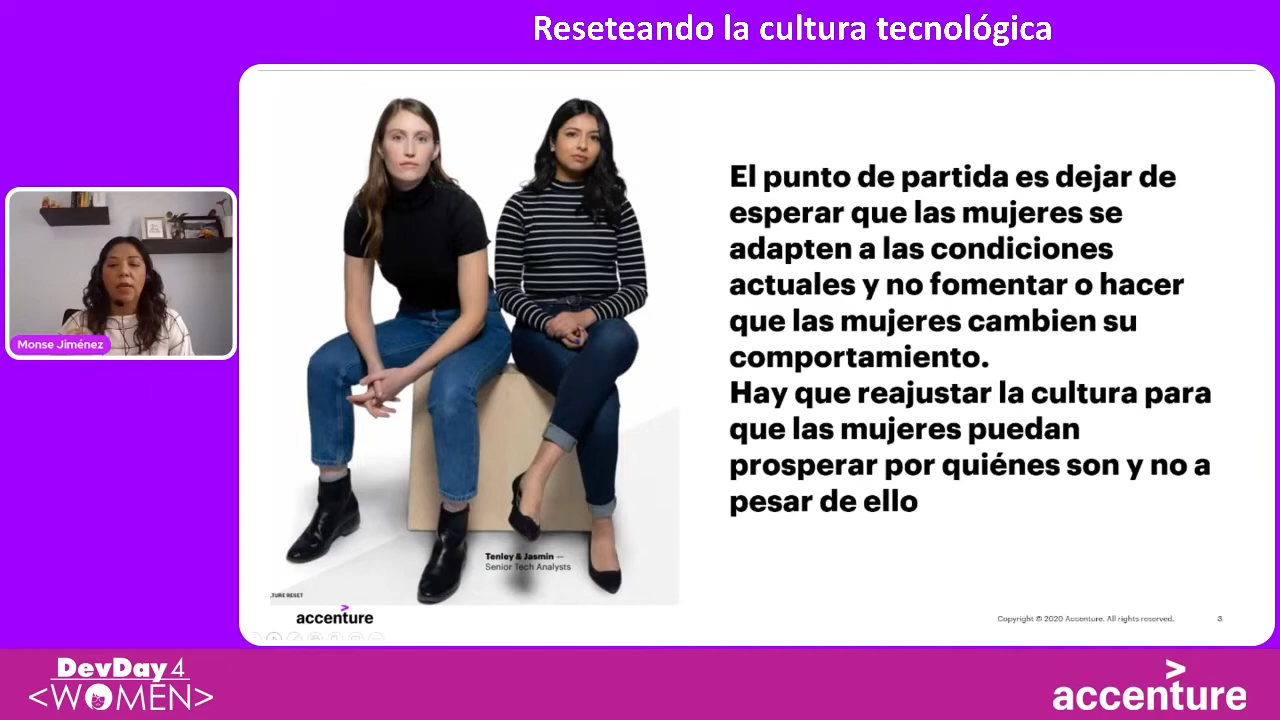 Reseteando la cultura tecnológica
El punto de partida es dejar de
esperar que las mujeres se
adapten a las condiciones
actuales y no fomentar o hacer
que las mujeres cambien su
comportamiento.
Hay que reajustar la cultura para
que las mujeres puedan
prosperar por quiénes son y no a
pesar de ello
Monse Jiménez
Tenley & Jasmin —
Senior Tech Analysts
TURE RESET
accenture
Copyright © 2020 Accenture. All rights reserved.
3
DevDay4
<WOMEN>
accenture